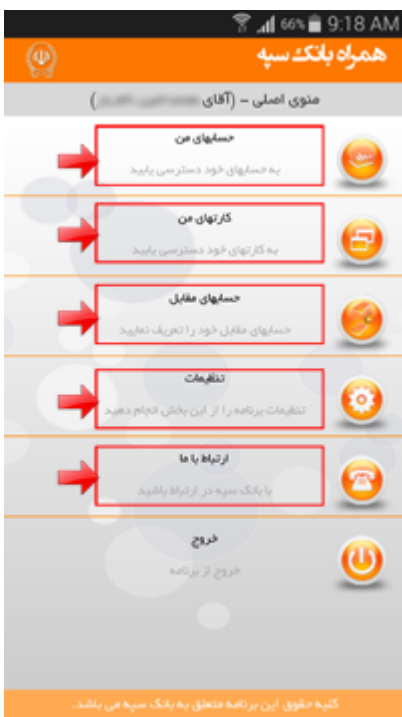 66% 9:18 AM
همراه بانک سپه
منوی اصلی – (آقای )
حسابهای من
به حسابهای خود دسترسی یابید
کارتهای من
به کارتهای خود دسترسی یابید
حسابهای مقابل
حسابهای مقابل خود را تعریف نمایید
تنظیمات
تنظیمات برنامه را از این بخش انجام دهید
ارتباط با ما
با بانک سپه در ارتباط باشید
خروج
خروج از برنامه
کلیه حقوق این برنامه متعلق به بانک سپه می باشد.